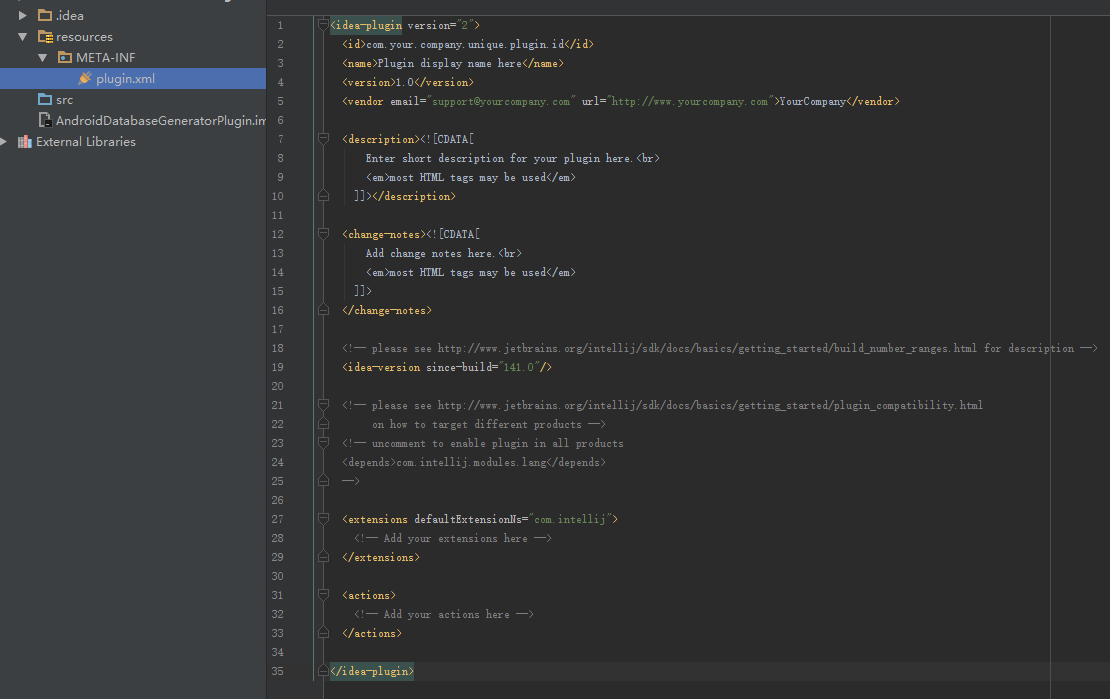 .idea
resources
META-INF
plugin.xml
src
AndroidDatabaseGeneratorPlugin.im
External Libraries
1 <idea-plugin version="2">
2 <id>com.your.company.unique.plugin.id</id>
3 <name>Plugin display name here</name>
4 <version>1.0</version>
5 <vendor email="support@yourcompany.com" url="http://www.yourcompany.com">YourCompany</vendor>
6
7 <description><![CDATA[
8 Enter short description for your plugin here.<br>
9 <em>most HTML tags may be used</em>
10 ]]></description>
11
12 <change-notes><![CDATA[
13 Add change notes here.<br>
14 <em>most HTML tags may be used</em>
15 ]]>
16 </change-notes>
17
18 <!-- please see http://www.jetbrains.org/intellij/sdk/docs/basics/getting_started/build_number_ranges.html for description -->
19 <idea-version since-build="141.0"/>
20
21 <!-- please see http://www.jetbrains.org/intellij/sdk/docs/basics/getting_started/plugin_compatibility.html
22 on how to target different products -->
23 <!-- uncomment to enable plugin in all products
24 <depends>com.intellij.modules.lang</depends>
25 -->
26
27 <extensions defaultExtensionNs="com.intellij">
28 <!-- Add your extensions here -->
29 </extensions>
30
31 <actions>
32 <!-- Add your actions here -->
33 </actions>
34
35 </idea-plugin>